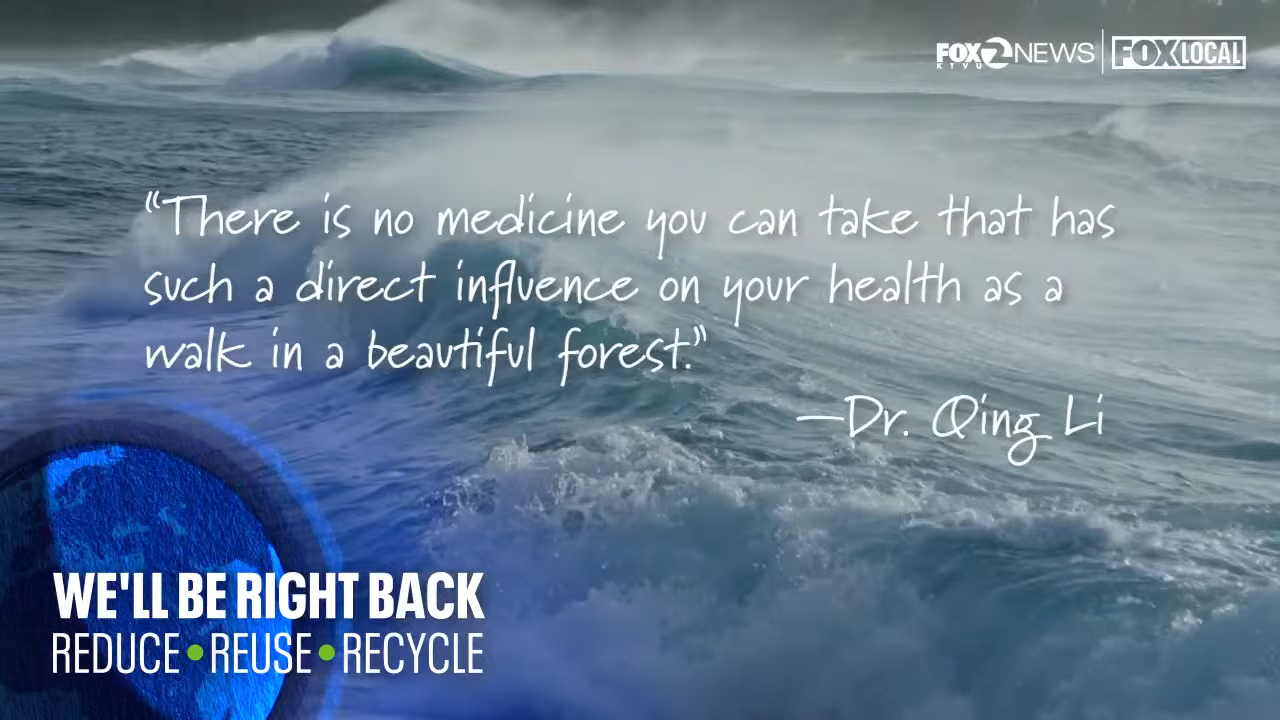 FOX 2 NEWS | FOX LOCAL
KTVU
“There is no medicine you can take that has
such a direct influence on your health as a
walk in a beautiful forest.”
—Dr. Qing Li
WE'LL BE RIGHT BACK
REDUCE • REUSE • RECYCLE